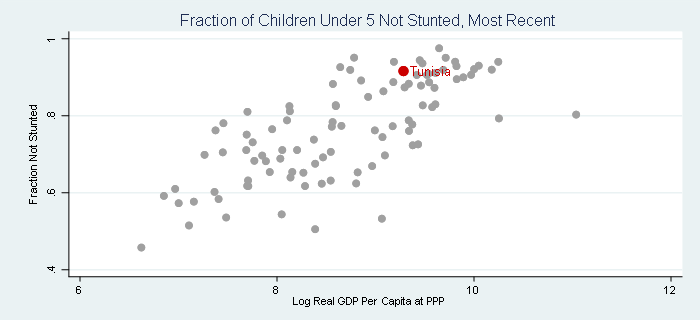 Fraction of Children Under 5 Not Stunted, Most Recent
Fraction Not Stunted
1
.8
.6
.4
Tunisia
6
8
10
12
Log Real GDP Per Capita at PPP